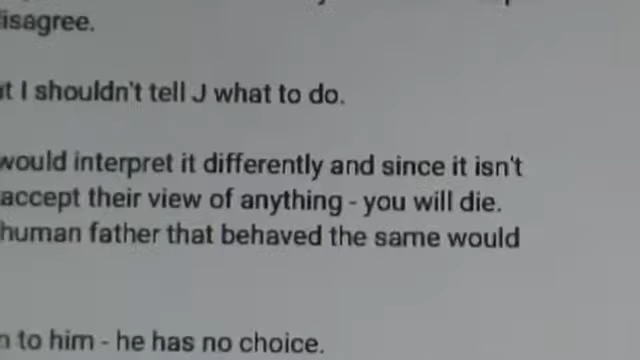 isagree.
t I shouldn't tell J what to do.
would interpret it differently and since it isn't
accept their view of anything - you will die.
human father that behaved the same would
n to him - he has no choice.